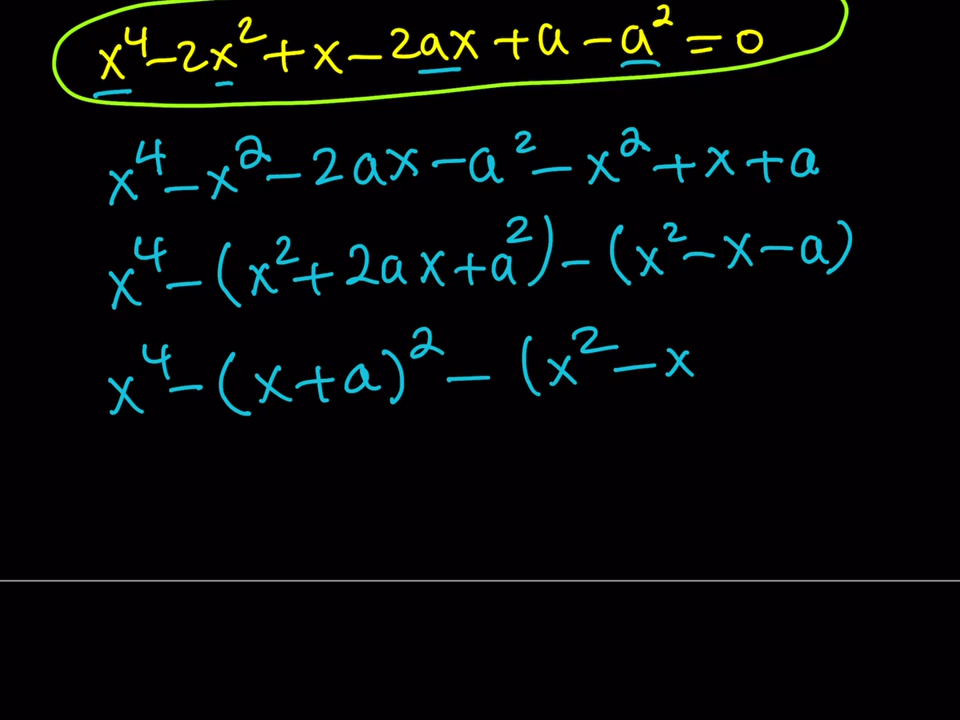 x⁴ - 2x² + x - 2ax + a - a² = 0
x⁴ - x² - 2ax - a² - x² + x + a
x⁴ - (x² + 2ax + a²) - (x² - x - a)
x⁴ - (x + a)² - (x² - x